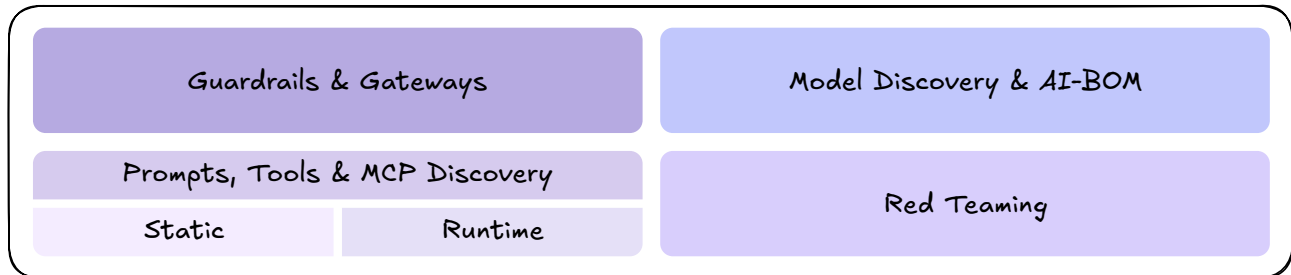 Guardrails & Gateways
Model Discovery & AI-BOM
Prompts, Tools & MCP Discovery
Static
Runtime
Red Teaming